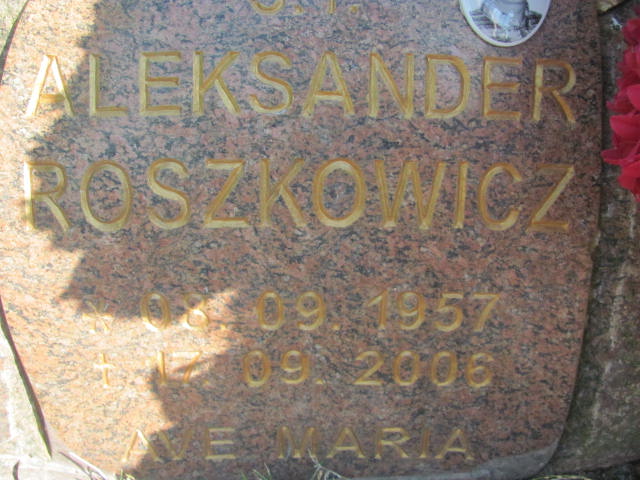 ALEKSANDER
ROSZKOWICZ
* 08. 09. 1957
† 17. 09. 2006
AVE MARIA